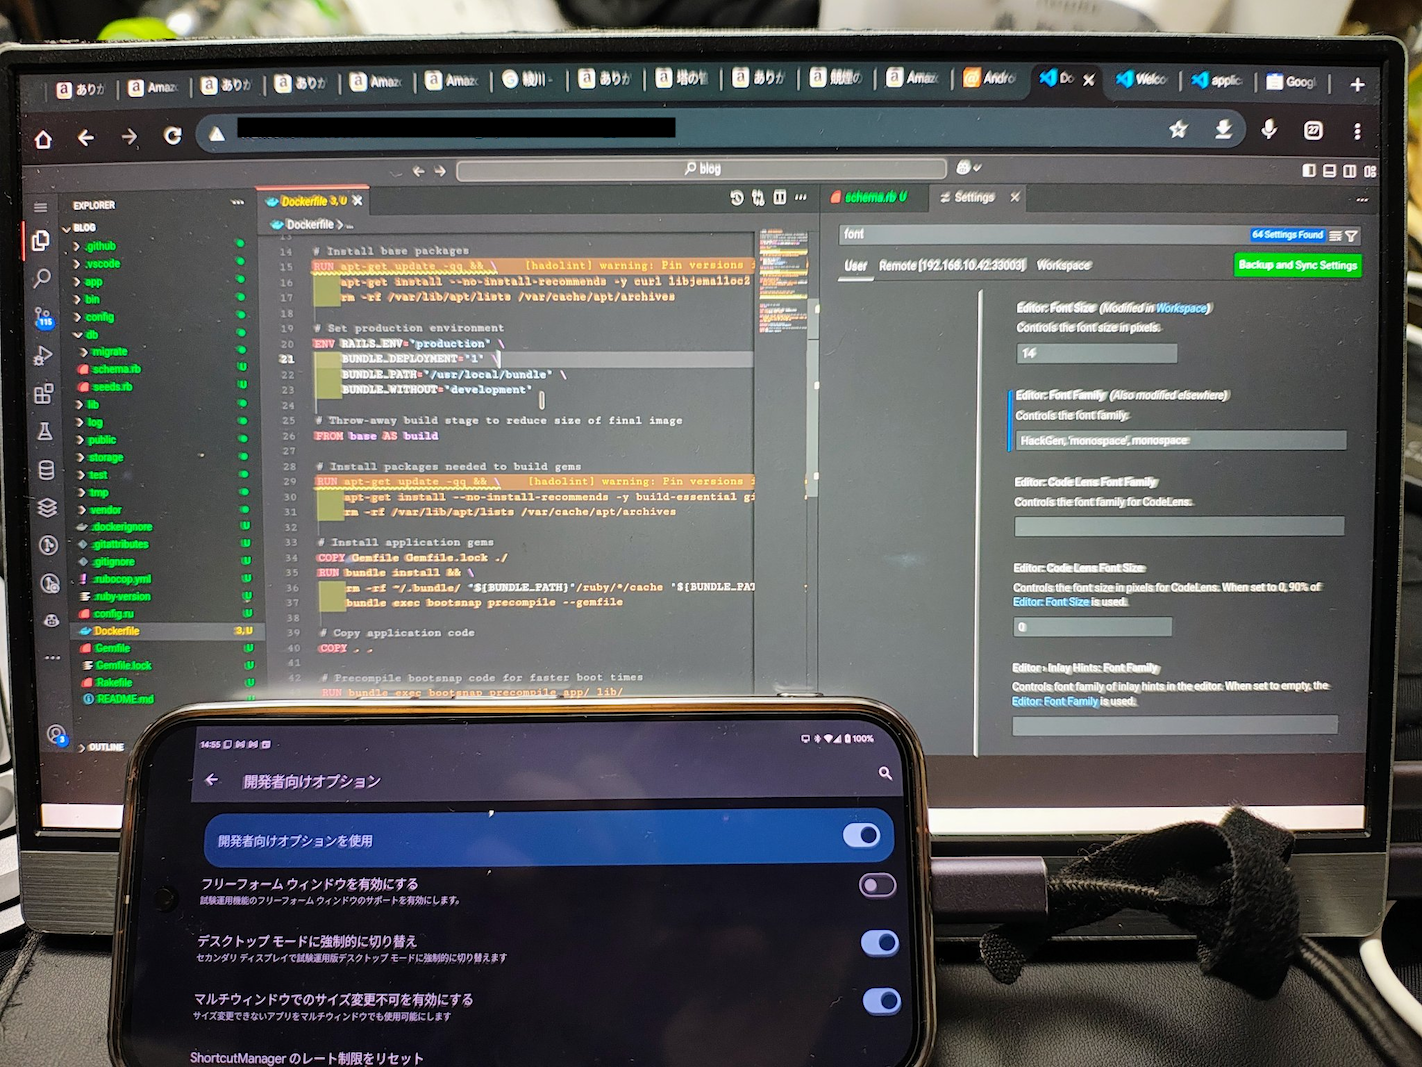 ありが
Amaz
ありが
ありが
Amaz
Amaz
綾川 -
ありが
塔の管
ありが
競煙の
Amaz
Andro
Do
Welco
applic
Googl
27
blog
EXPLORER
BLOG
.github
.vscode
app
bin
config
db
migrate
schema.rb U
seeds.rb U
lib
log
public
storage
test
tmp
vendor
.dockerignore U
.gitattributes U
.gitignore U
.rubocop.yml U
.ruby-version U
config.ru U
Dockerfile 3, U
Gemfile U
Gemfile.lock U
Rakefile U
README.md U
OUTLINE
115
3
Dockerfile 3, U
Dockerfile > ...
13
14 # Install base packages
15 RUN apt-get update -qq && \ [hadolint] warning: Pin versions i
16 apt-get install --no-install-recommends -y curl libjemalloc2
17 rm -rf /var/lib/apt/lists /var/cache/apt/archives
18
19 # Set production environment
20 ENV RAILS_ENV="production" \
21 BUNDLE_DEPLOYMENT="1" \
22 BUNDLE_PATH="/usr/local/bundle" \
23 BUNDLE_WITHOUT="development"
24
25 # Throw-away build stage to reduce size of final image
26 FROM base AS build
27
28 # Install packages needed to build gems
29 RUN apt-get update -qq && \ [hadolint] warning: Pin versions i
30 apt-get install --no-install-recommends -y build-essential gi
31 rm -rf /var/lib/apt/lists /var/cache/apt/archives
32
33 # Install application gems
34 COPY Gemfile Gemfile.lock ./
35 RUN bundle install && \
36 rm -rf ~/.bundle/ "${BUNDLE_PATH}"/ruby/*/cache "${BUNDLE_PAT
37 bundle exec bootsnap precompile --gemfile
38
39 # Copy application code
40 COPY . .
41
42 # Precompile bootsnap code for faster boot times
RUN bundle exec bootsnap precompile app/ lib/
schema.rb U
Settings
font
64 Settings Found
User Remote [192.168.10.42:33003] Workspace
Backup and Sync Settings
Editor: Font Size (Modified in Workspace)
Controls the font size in pixels.
14
Editor: Font Family (Also modified elsewhere)
Controls the font family.
HackGen, 'monospace', monospace
Editor: Code Lens Font Family
Controls the font family for CodeLens.
Editor: Code Lens Font Size
Controls the font size in pixels for CodeLens. When set to 0, 90% of
Editor: Font Size is used.
0
Editor › Inlay Hints: Font Family
Controls font family of inlay hints in the editor. When set to empty, the
Editor: Font Family is used.
14:55
100%
開発者向けオプション
開発者向けオプションを使用
フリーフォーム ウィンドウを有効にする
試験運用機能のフリーフォーム ウィンドウのサポートを有効にします。
デスクトップ モードに強制的に切り替え
セカンダリ ディスプレイで試験運用版デスクトップ モードに強制的に切り替えます
マルチウィンドウでのサイズ変更不可を有効にする
サイズ変更できないアプリをマルチウィンドウでも使用可能にします
ShortcutManager のレート制限をリセット